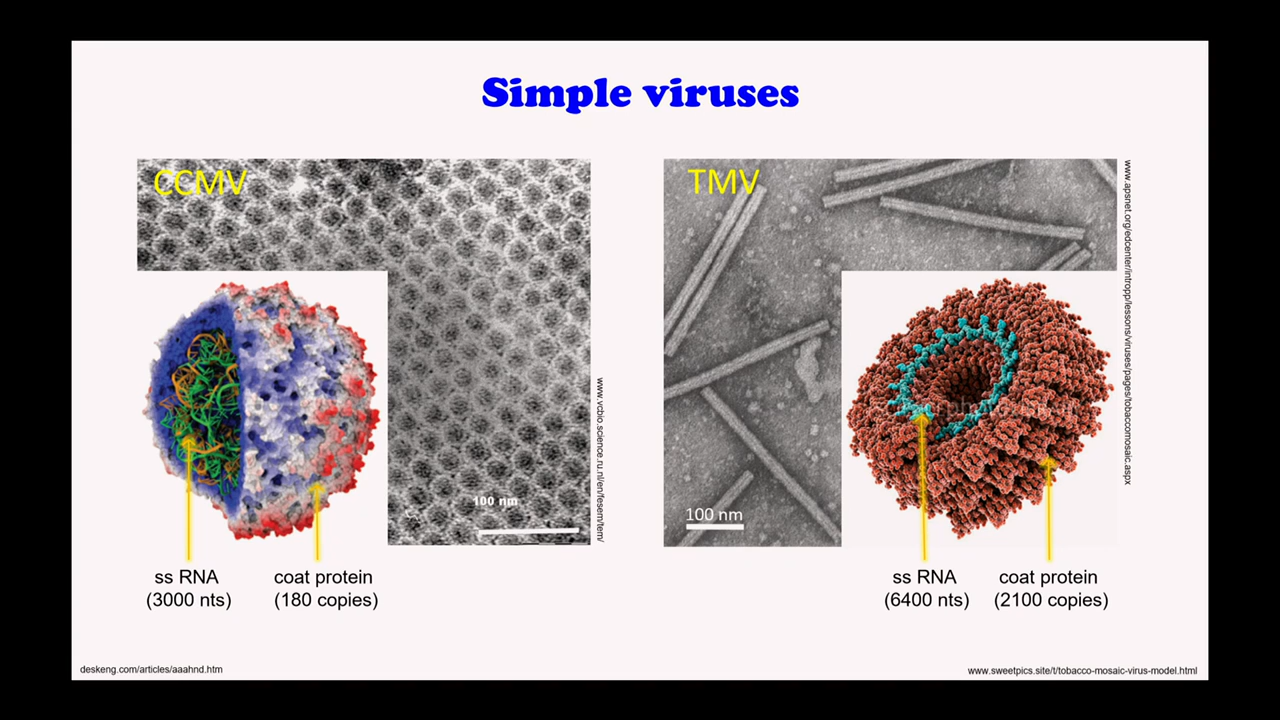 Simple viruses
CCMV
100 nm
www.vcbio.science.ru.nl/en/fesem/tem/
ss RNA
(3000 nts)
coat protein
(180 copies)
TMV
100 nm
www.apsnet.org/edcenter/intropp/lessons/viruses/pages/tobaccomosaic.aspx
ss RNA
(6400 nts)
coat protein
(2100 copies)
deskeng.com/articles/aaahnd.htm
www.sweetpics.site/t/tobacco-mosaic-virus-model.html